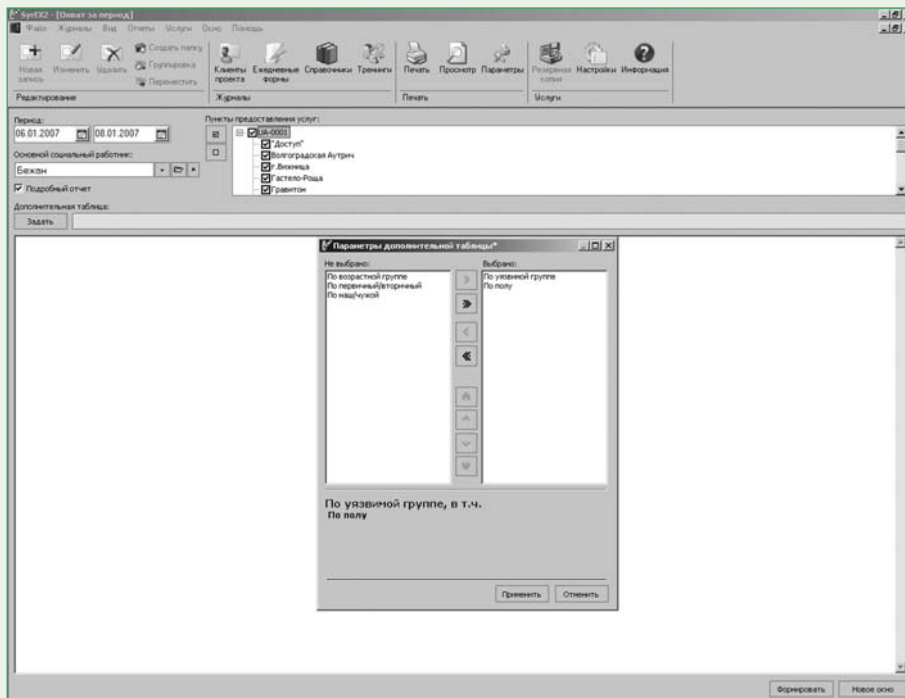 SyrEX2 - [Охват за период]
Файл Журналы Вид Отчеты Услуги Окно Помощь
Новая запись
Изменить
Удалить
Создать папку
Группировка
Переместить
Клиенты проекта
Ежедневные формы
Справочники
Тренинги
Печать
Просмотр
Параметры
Резервная копия
Настройки
Информация
Редактирование
Журналы
Печать
Услуги
Период:
06.01.2007
08.01.2007
Основной социальный работник:
Бежан
Подробный отчет
Пункты предоставления услуг:
UA-0001
"Доступ"
Волгоградская Аутрич
г.Вижница
Гастело-Роща
Гравитон
Дополнительная таблица:
Задать
Параметры дополнительной таблицы*
Не выбрано:
По возрастной группе
По первичный/вторичный
По наш/чужой
Выбрано:
По уязвимой группе
По полу
По уязвимой группе, в т.ч.
По полу
Применить
Отменить
Формировать
Новое окно